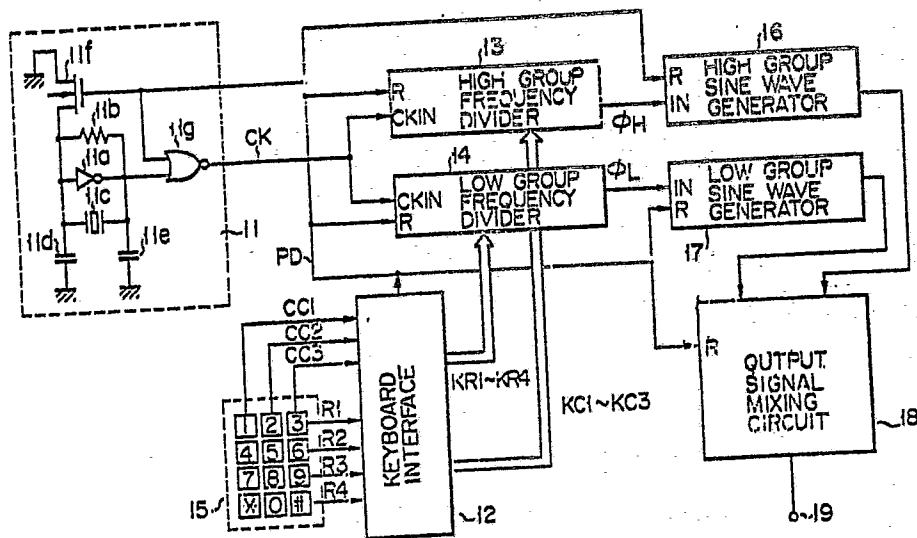 11f
11b
11g
11a
11c
11d
11e
11
CK
PD
13
HIGH GROUP
FREQUENCY
DIVIDER
R
CKIN
ΦH
14
LOW GROUP
FREQUENCY
DIVIDER
CKIN
R
ΦL
16
HIGH GROUP
SINE WAVE
GENERATOR
R
IN
LOW GROUP
SINE WAVE
GENERATOR
IN
R
17
CC1
CC2
CC3
KEYBOARD
INTERFACE
12
KR1~KR4
KC1~KC3
R
OUTPUT
SIGNAL
MIXING
CIRCUIT
18
19
1 2 3 R1
4 5 6 R2
7 8 9 R3
* 0 # R4
15